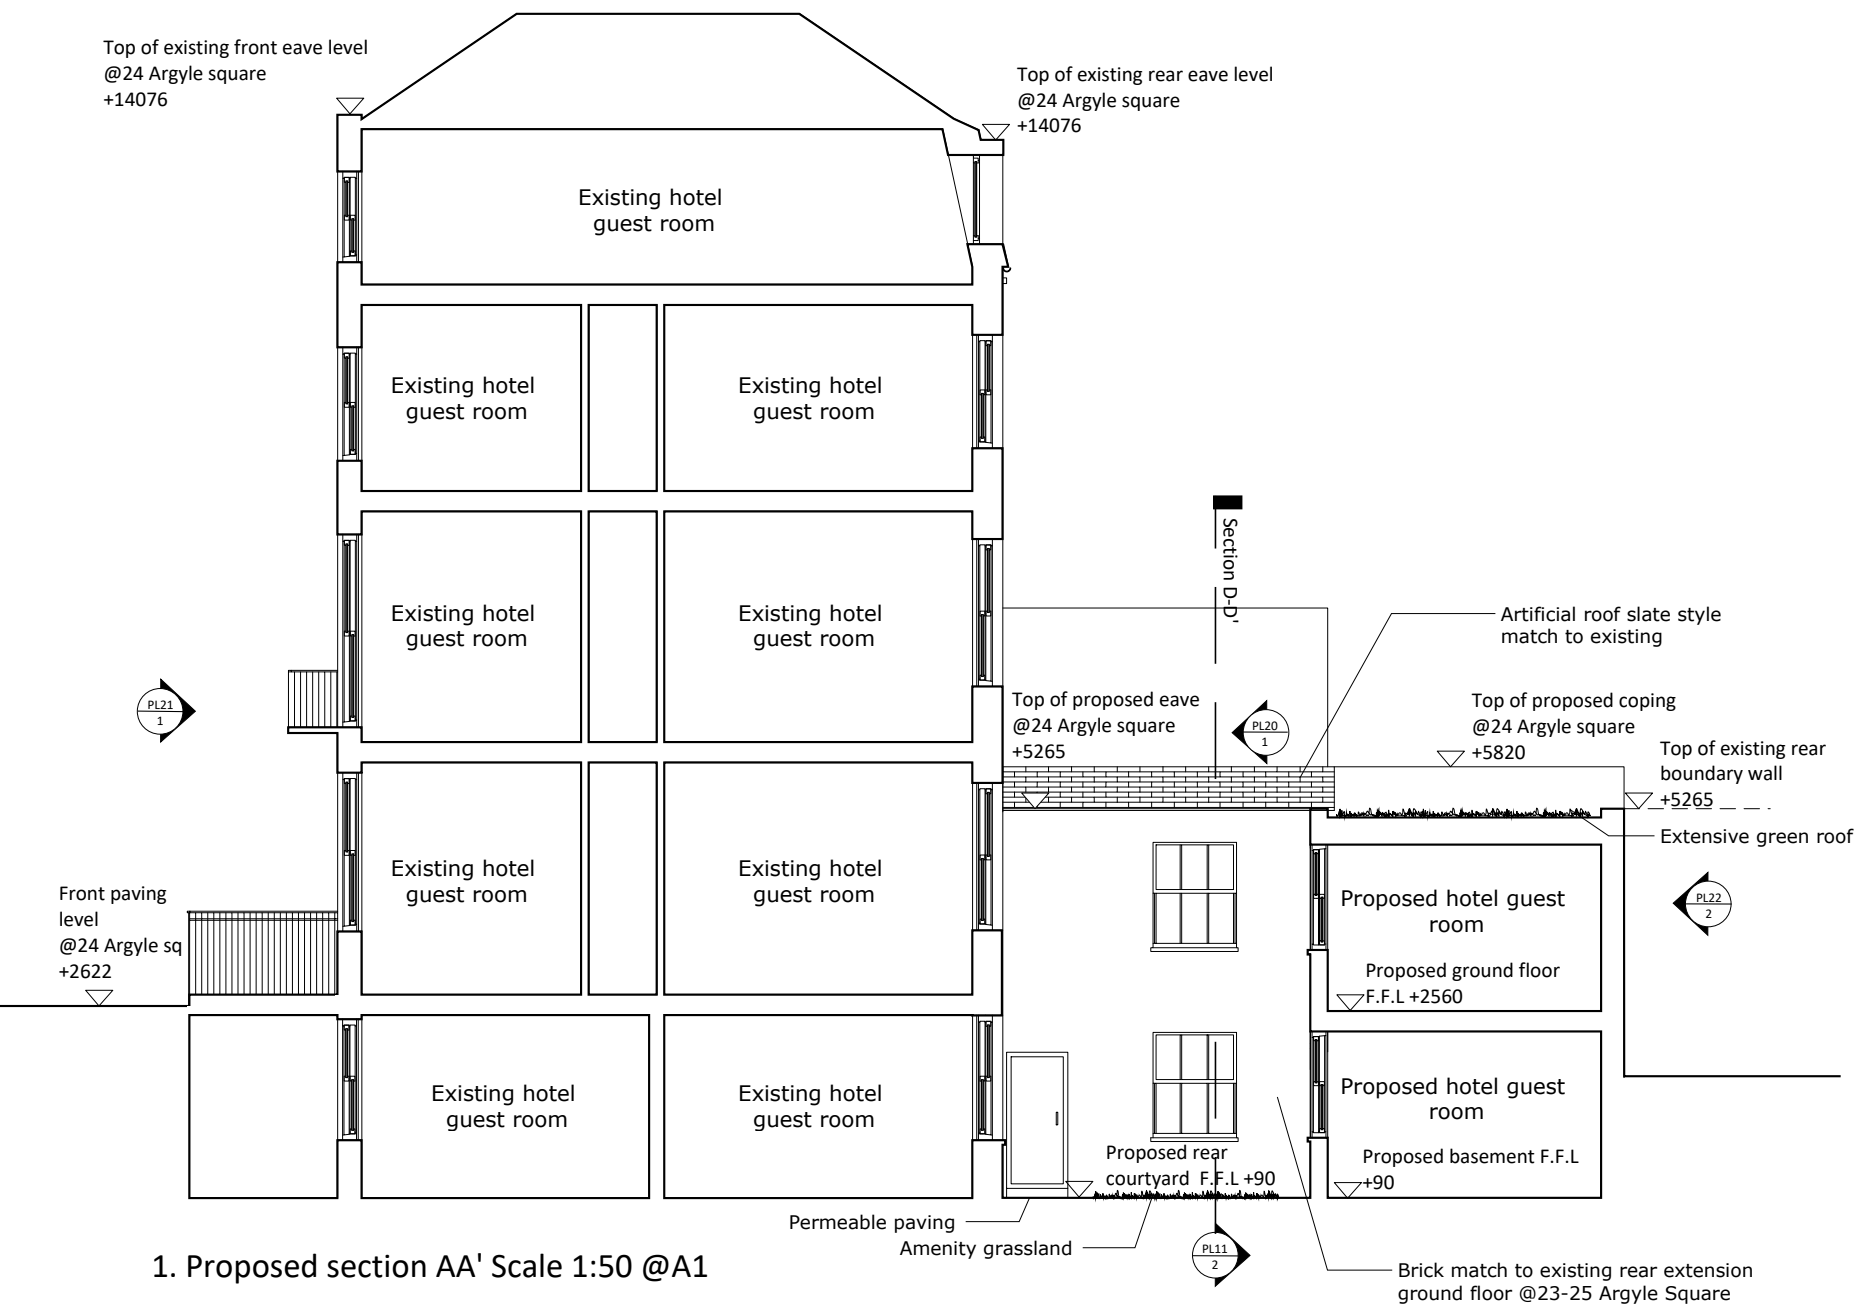 Top of existing front eave level
@24 Argyle square
+14076
Top of existing rear eave level
@24 Argyle square
+14076
Existing hotel
guest room
Existing hotel
guest room
Existing hotel
guest room
Section D-D'
Existing hotel
guest room
Existing hotel
guest room
Artificial roof slate style
match to existing
PL21
1
Top of proposed eave
@24 Argyle square
+5265
PL20
1
Top of proposed coping
@24 Argyle square
+5820
Top of existing rear
boundary wall
+5265
Extensive green roof
Existing hotel
guest room
Existing hotel
guest room
Front paving
level
@24 Argyle sq
+2622
Proposed hotel guest
room
PL22
2
Proposed ground floor
F.F.L +2560
Existing hotel
guest room
Existing hotel
guest room
Proposed hotel guest
room
Proposed rear
courtyard F.F.L +90
Proposed basement F.F.L
+90
Permeable paving
Amenity grassland
PL11
2
Brick match to existing rear extension
ground floor @23-25 Argyle Square
1. Proposed section AA' Scale 1:50 @A1